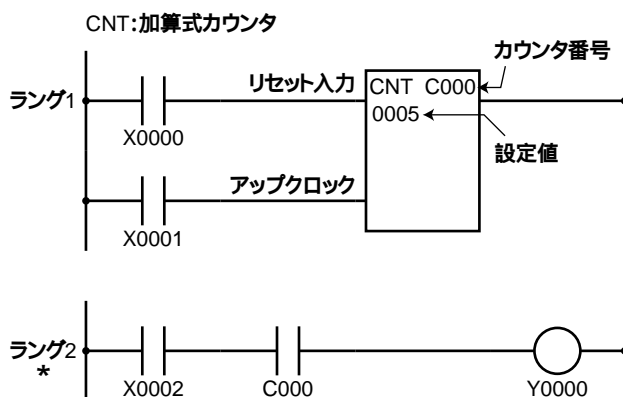 CNT:加算式カウンタ
カウンタ番号
ラング1
リセット入力
CNT C000
0005
X0000
設定値
アップクロック
X0001
ラング2
*
X0002
C000
Y0000